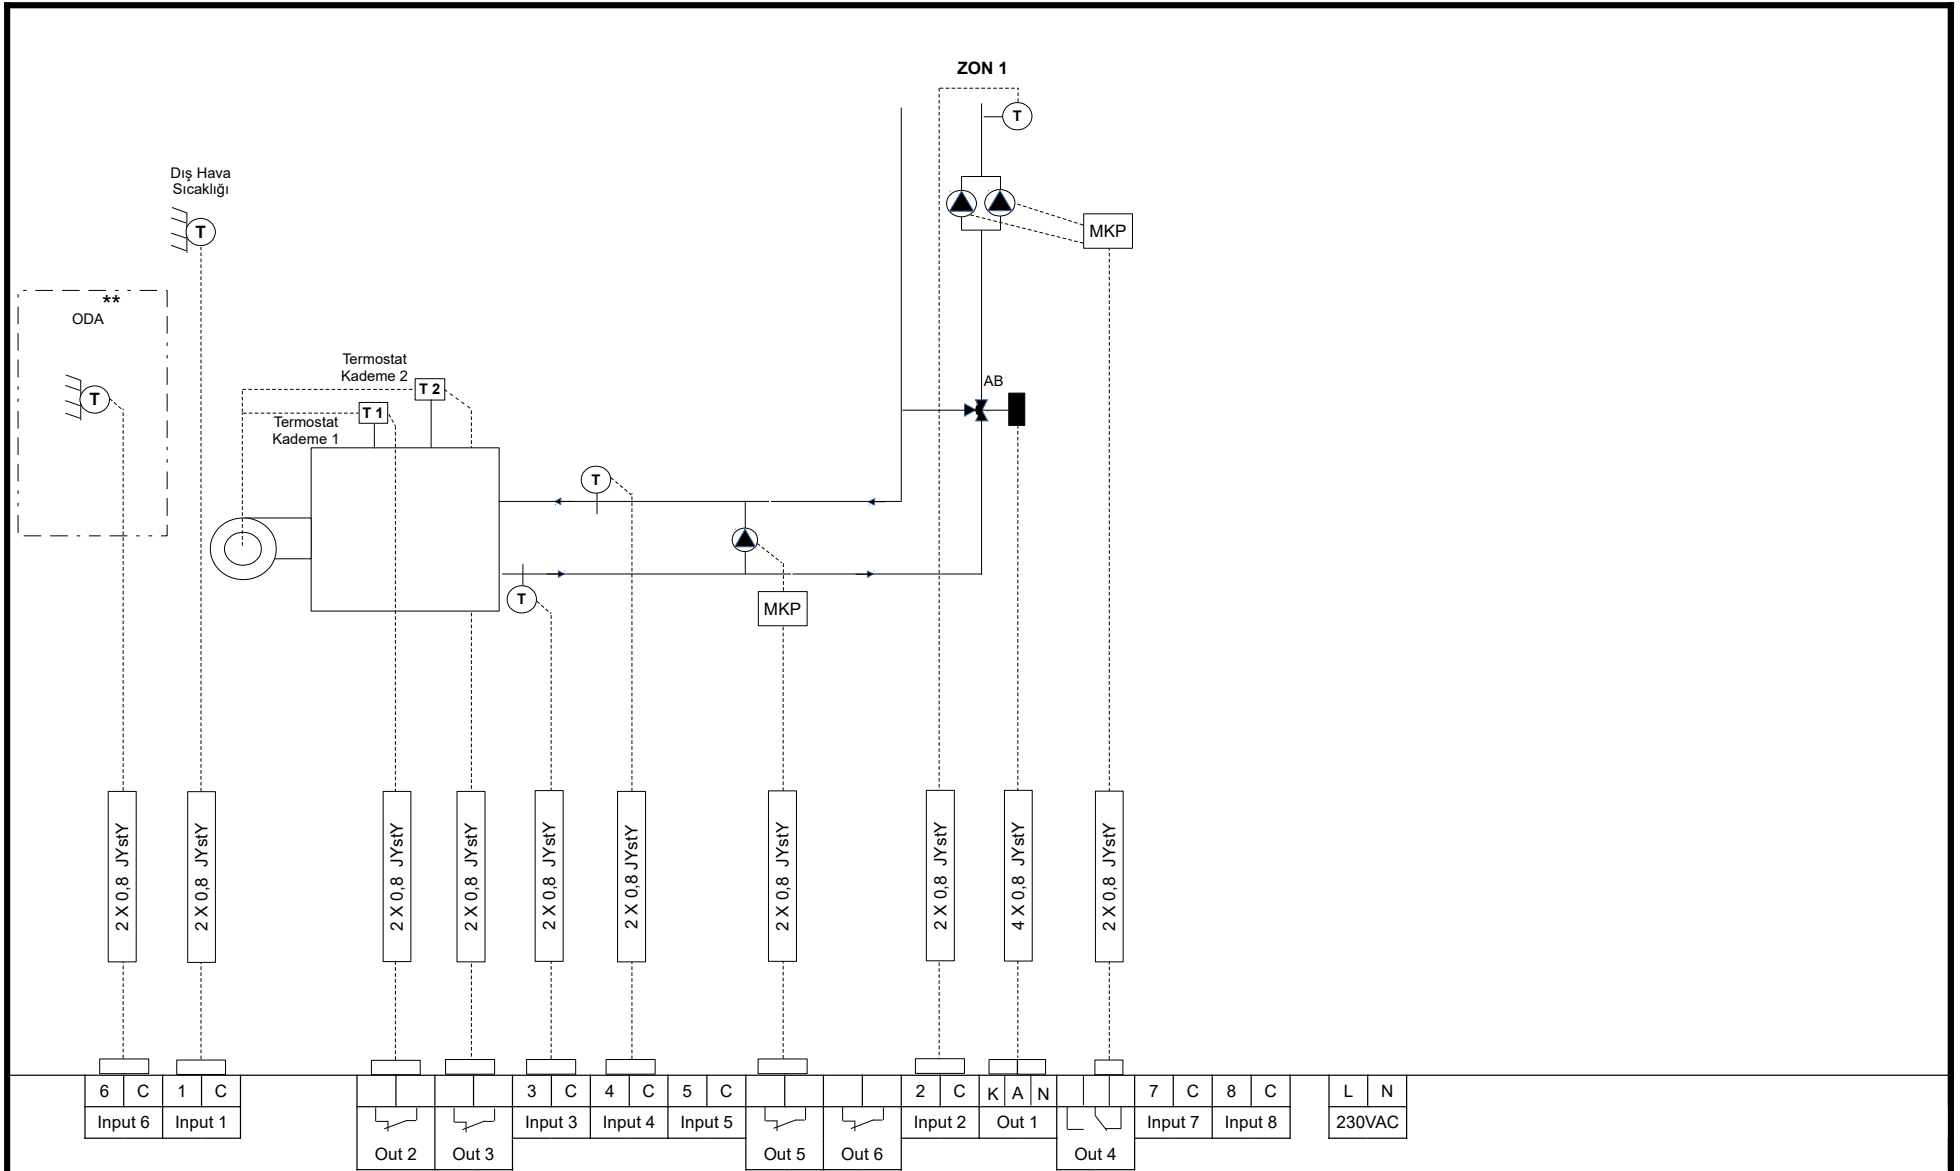 ZON 1
T
Dış Hava
Sıcaklığı
T
MKP
**
ODA
T
Termostat
Kademe 2
T 2
AB
T 1
Termostat
Kademe 1
T
T
MKP
2 X 0,8 JYstY
2 X 0,8 JYstY
2 X 0,8 JYstY
2 X 0,8 JYstY
2 X 0,8 JYstY
2 X 0,8 JYstY
2 X 0,8 JYstY
2 X 0,8 JYstY
4 X 0,8 JYstY
2 X 0,8 JYstY
6 C 1 C 3 C 4 C 5 C 2 C K A N 7 C 8 C L N
Input 6 Input 1 Input 3 Input 4 Input 5 Input 2 Out 1 Input 7 Input 8 230VAC
Out 2 Out 3 Out 5 Out 6 Out 4